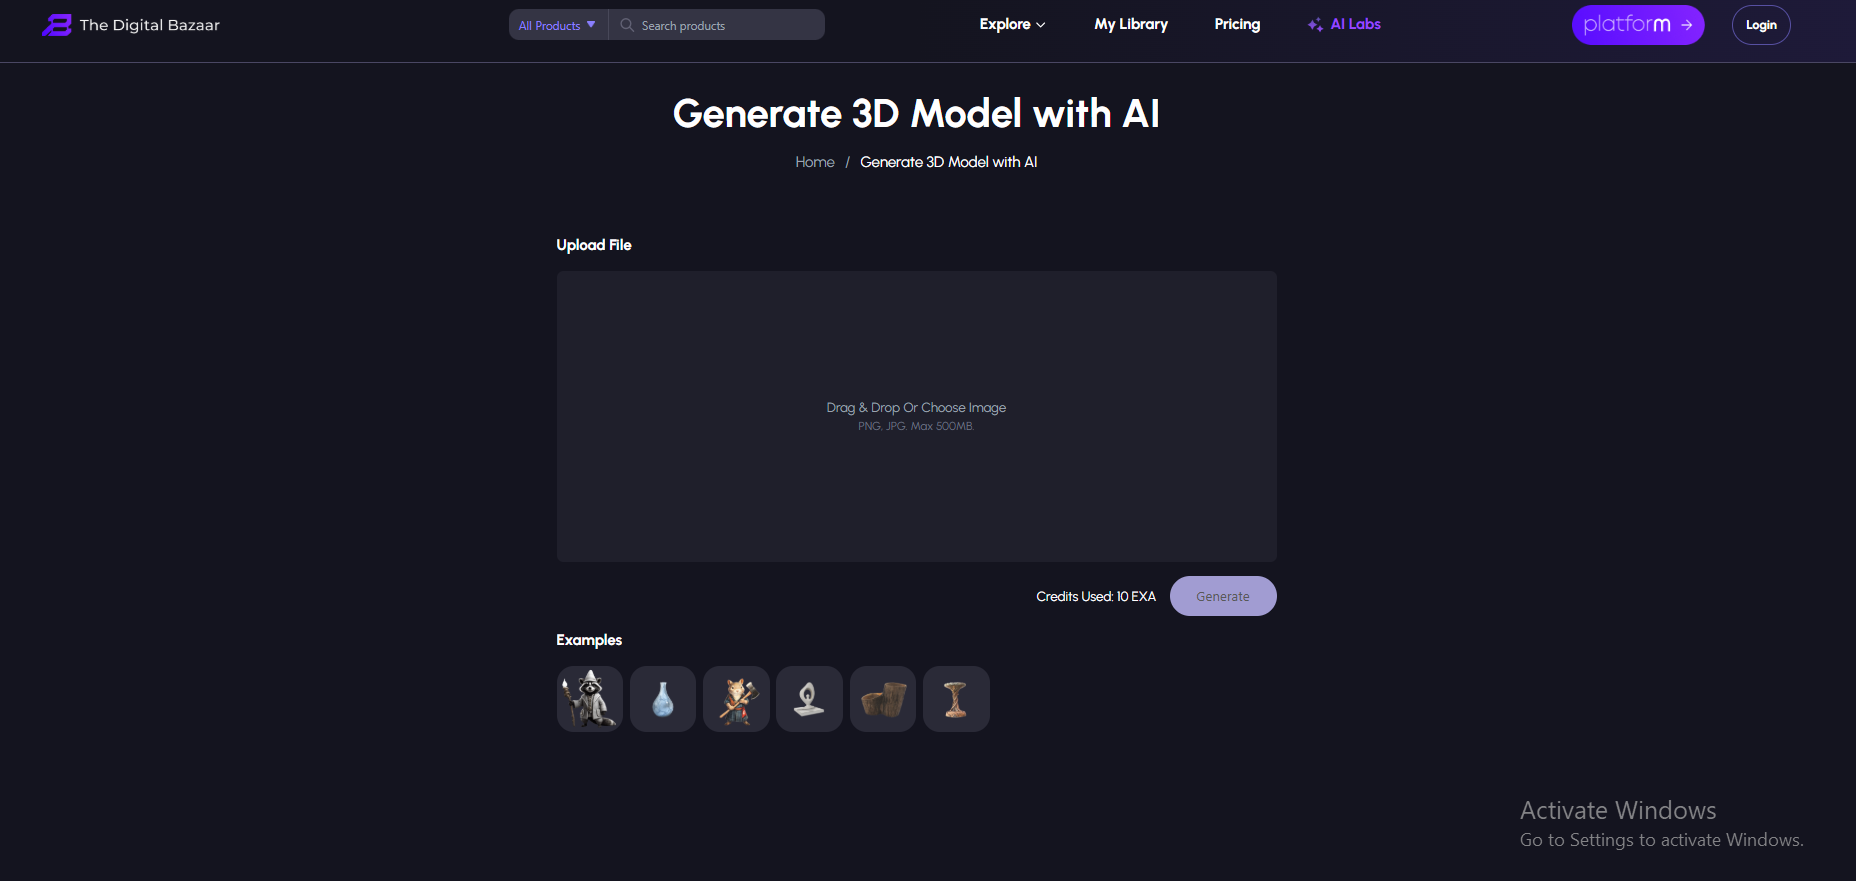 The Digital Bazaar
All Products
Search products
Explore
My Library
Pricing
AI Labs
platform
Login
Generate 3D Model with AI
Home / Generate 3D Model with AI
Upload File
Drag & Drop Or Choose Image
PNG, JPG. Max 500MB.
Credits Used: 10 EXA
Generate
Examples
Activate Windows
Go to Settings to activate Windows.